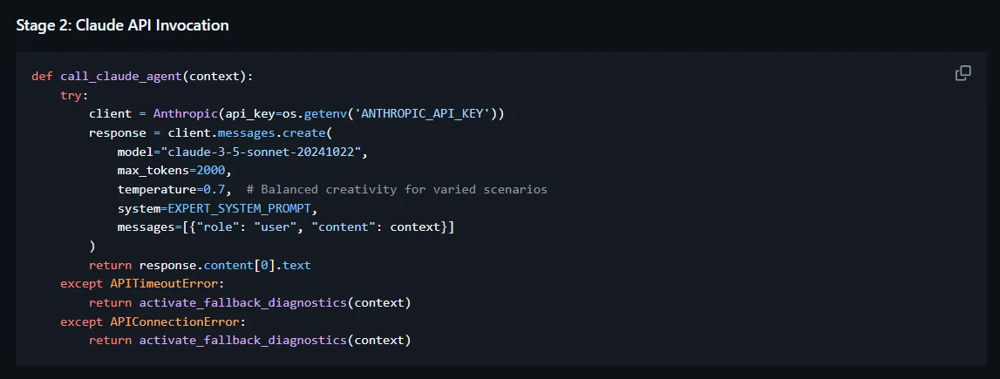 Stage 2: Claude API Invocation
def call_claude_agent(context):
    try:
        client = Anthropic(api_key=os.getenv('ANTHROPIC_API_KEY'))
        response = client.messages.create(
            model="claude-3-5-sonnet-20241022",
            max_tokens=2000,
            temperature=0.7,  # Balanced creativity for varied scenarios
            system=EXPERT_SYSTEM_PROMPT,
            messages=[{"role": "user", "content": context}]
        )
        return response.content[0].text
    except APITimeoutError:
        return activate_fallback_diagnostics(context)
    except APIConnectionError:
        return activate_fallback_diagnostics(context)